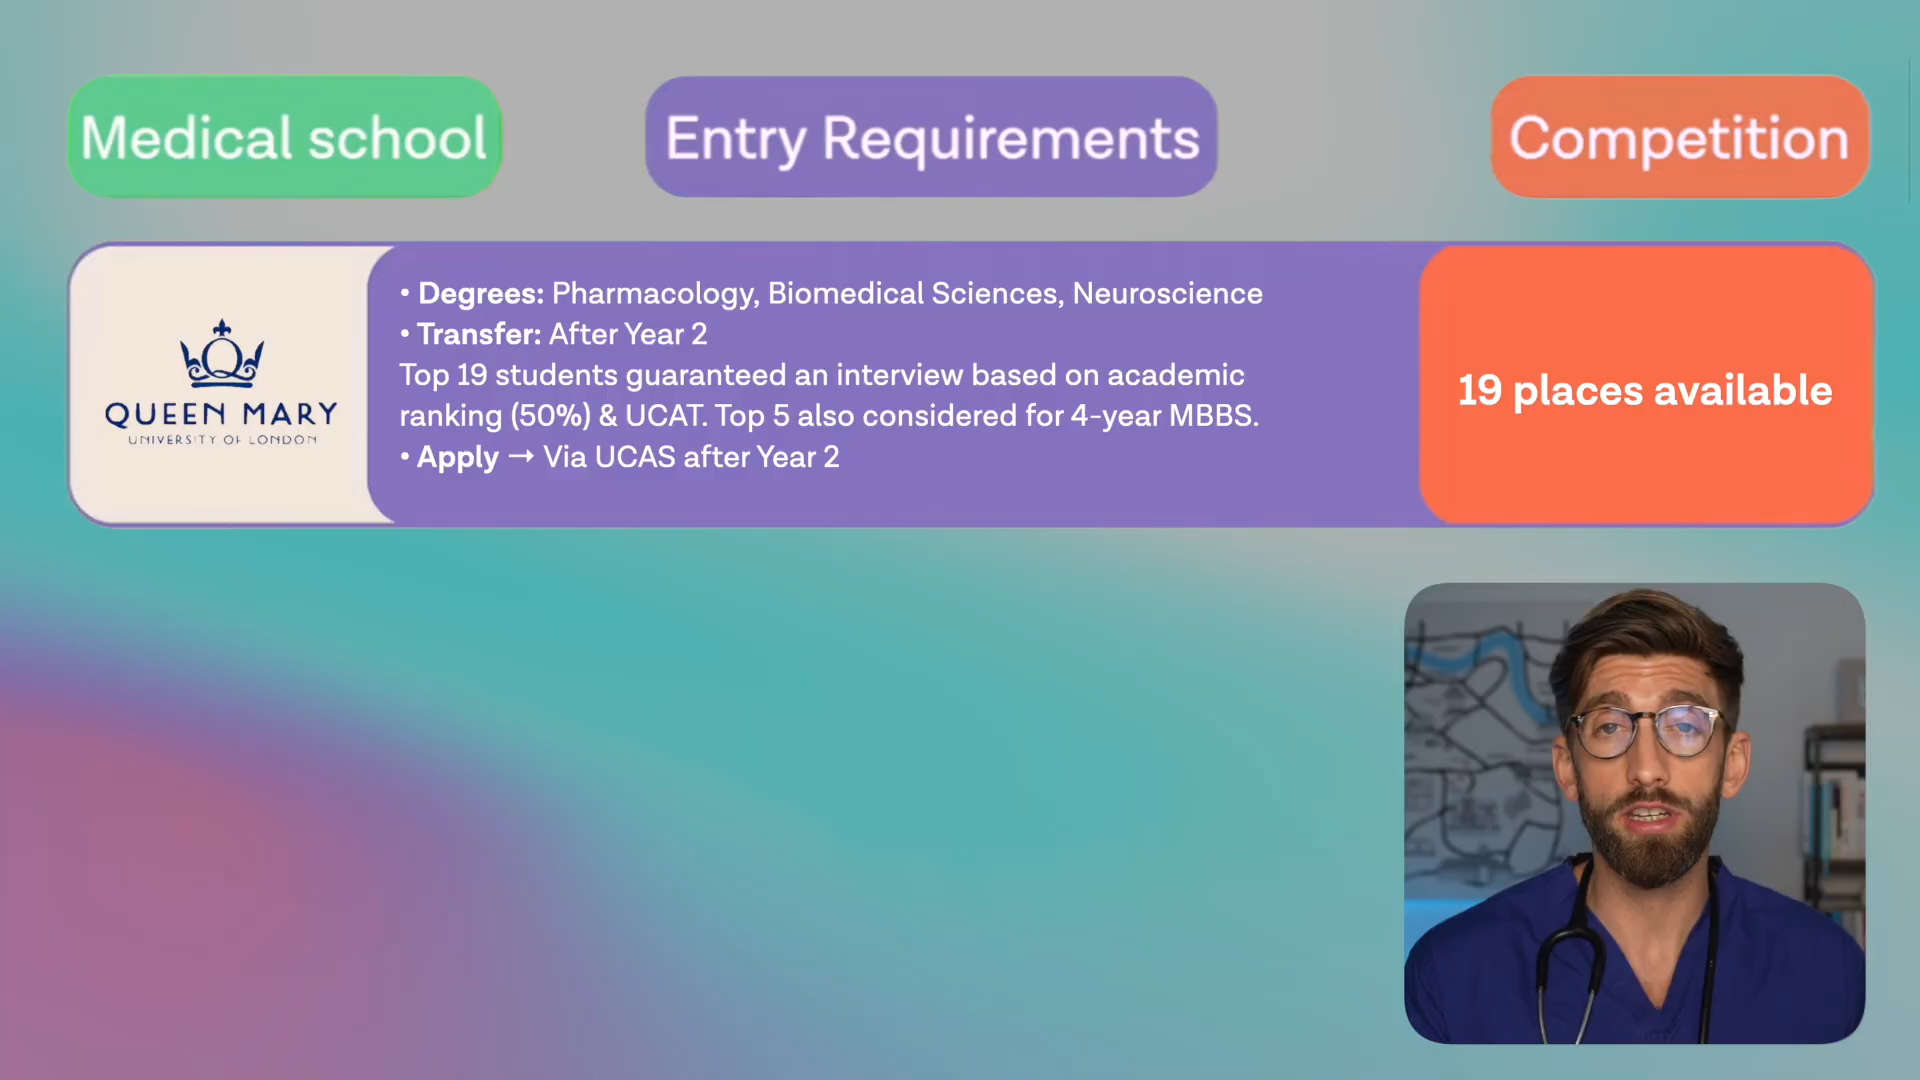 Medical school
Entry Requirements
Competition
QUEEN MARY
UNIVERSITY OF LONDON
• Degrees: Pharmacology, Biomedical Sciences, Neuroscience
• Transfer: After Year 2
Top 19 students guaranteed an interview based on academic
ranking (50%) & UCAT. Top 5 also considered for 4-year MBBS.
• Apply → Via UCAS after Year 2
19 places available